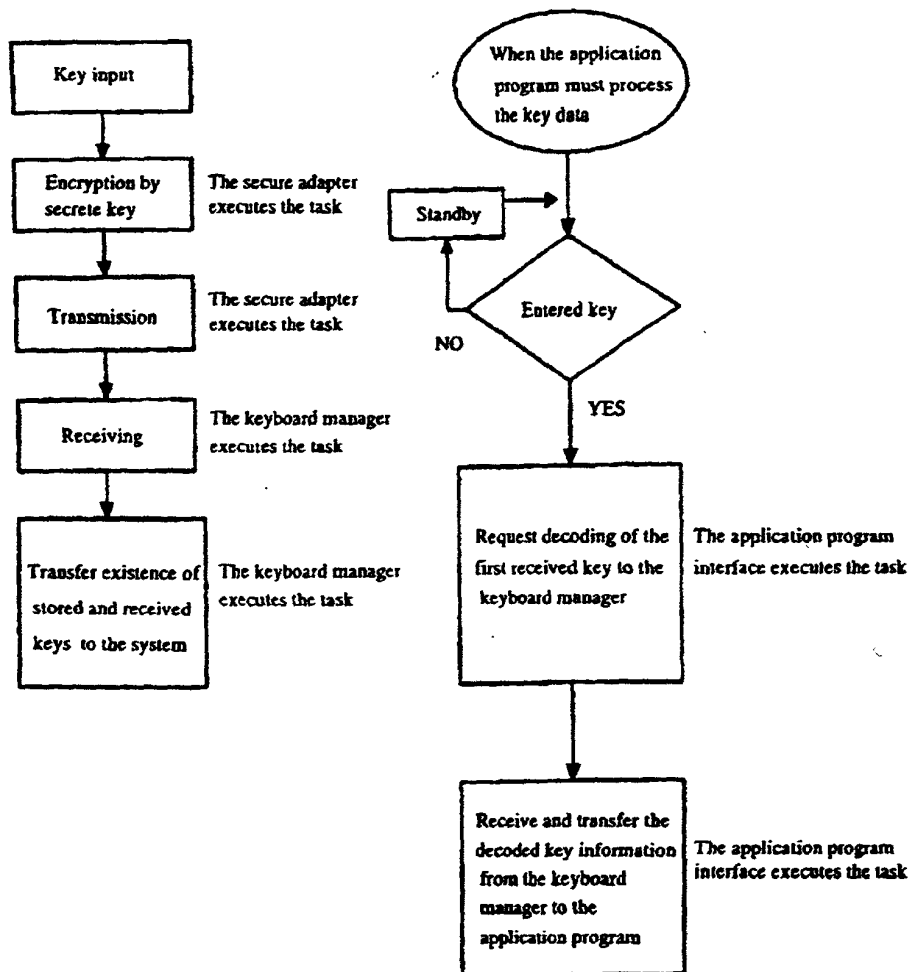 Key input
Encryption by
secrete key
The secure adapter
executes the task
Transmission
The secure adapter
executes the task
Receiving
The keyboard manager
executes the task
Transfer existence of
stored and received
keys to the system
The keyboard manager
executes the task
When the application
program must process
the key data
Standby
Entered key
NO
YES
Request decoding of the
first received key to the
keyboard manager
The application program
interface executes the task
Receive and transfer the
decoded key information
from the keyboard
manager to the
application program
The application program
interface executes the task